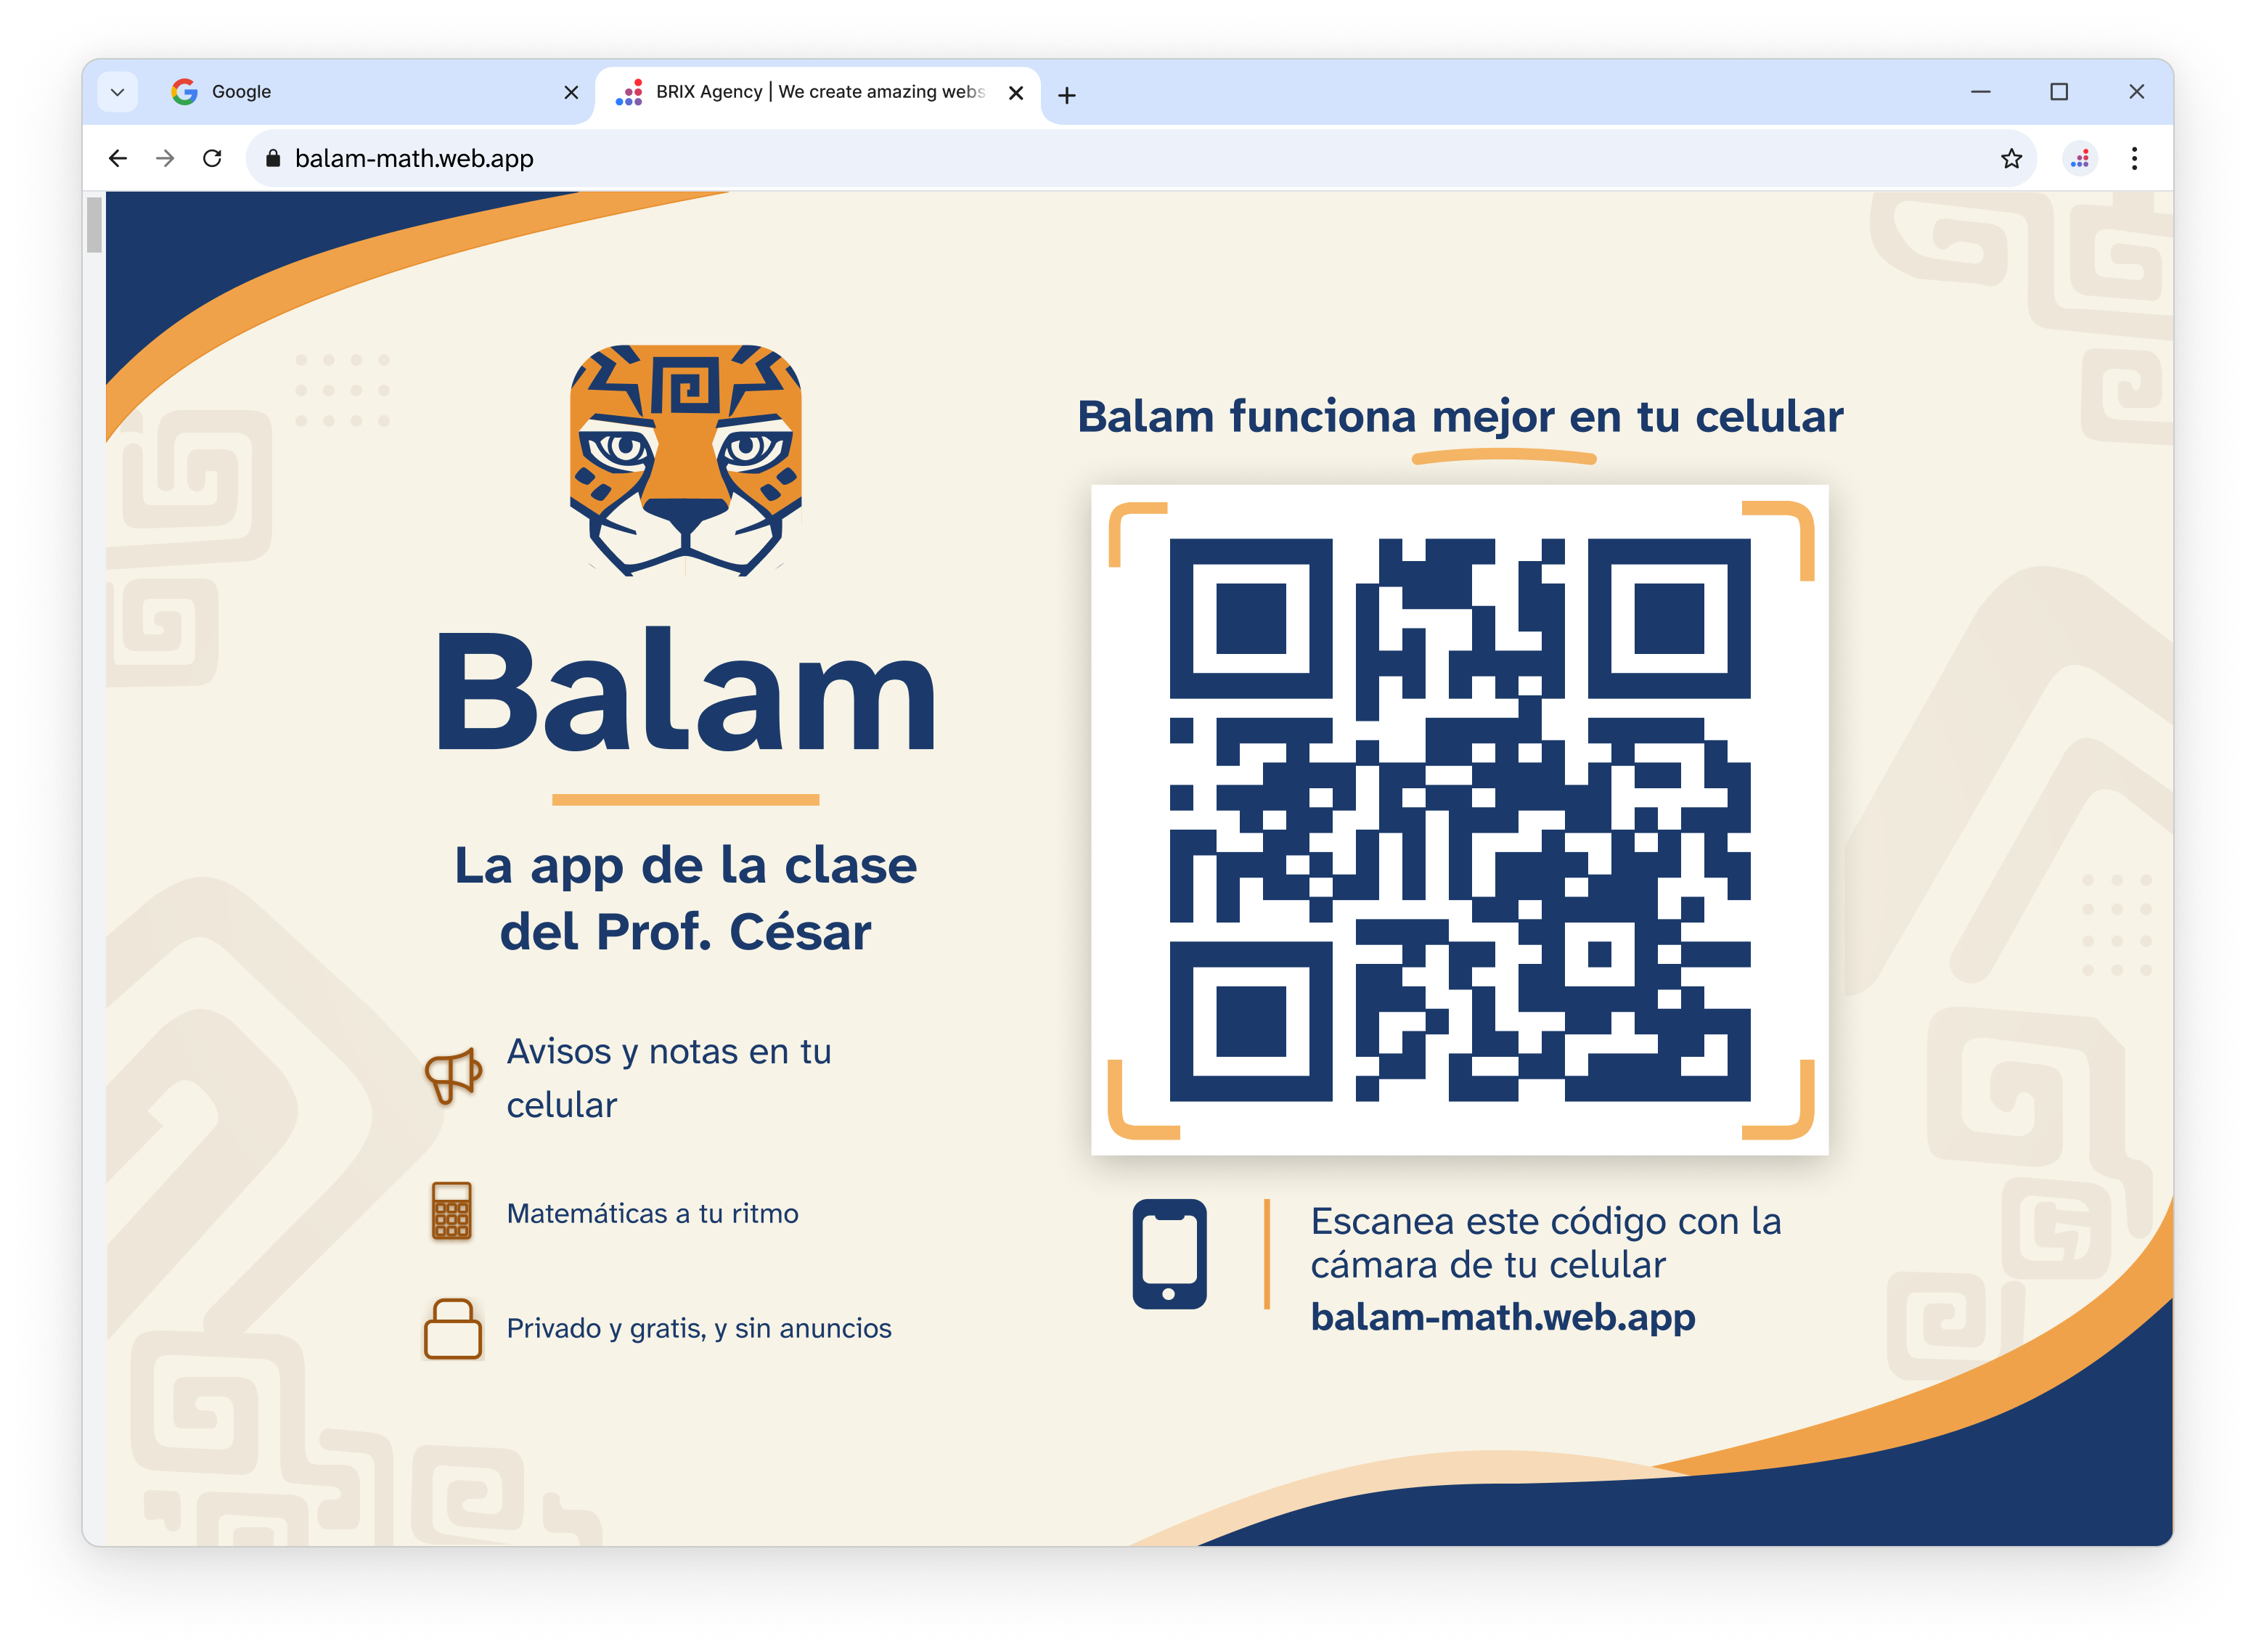 Google
BRIX Agency | We create amazing webs
balam-math.web.app
Balam
La app de la clase
del Prof. César
Avisos y notas en tu
celular
Matemáticas a tu ritmo
Privado y gratis, y sin anuncios
Balam funciona mejor en tu celular
Escanea este código con la
cámara de tu celular
balam-math.web.app